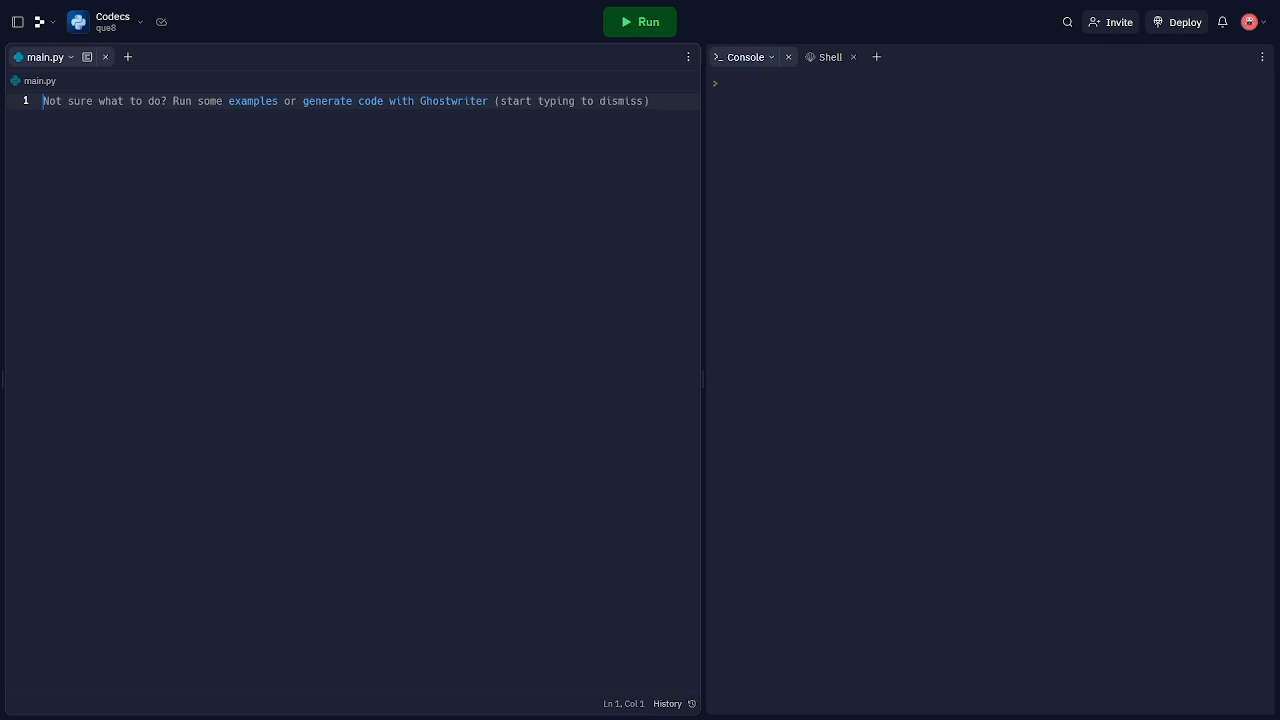 Codecs
que8
Run
Invite
Deploy
main.py
Console
Shell
main.py
1 Not sure what to do? Run some examples or generate code with Ghostwriter (start typing to dismiss)
Ln 1, Col 1 History